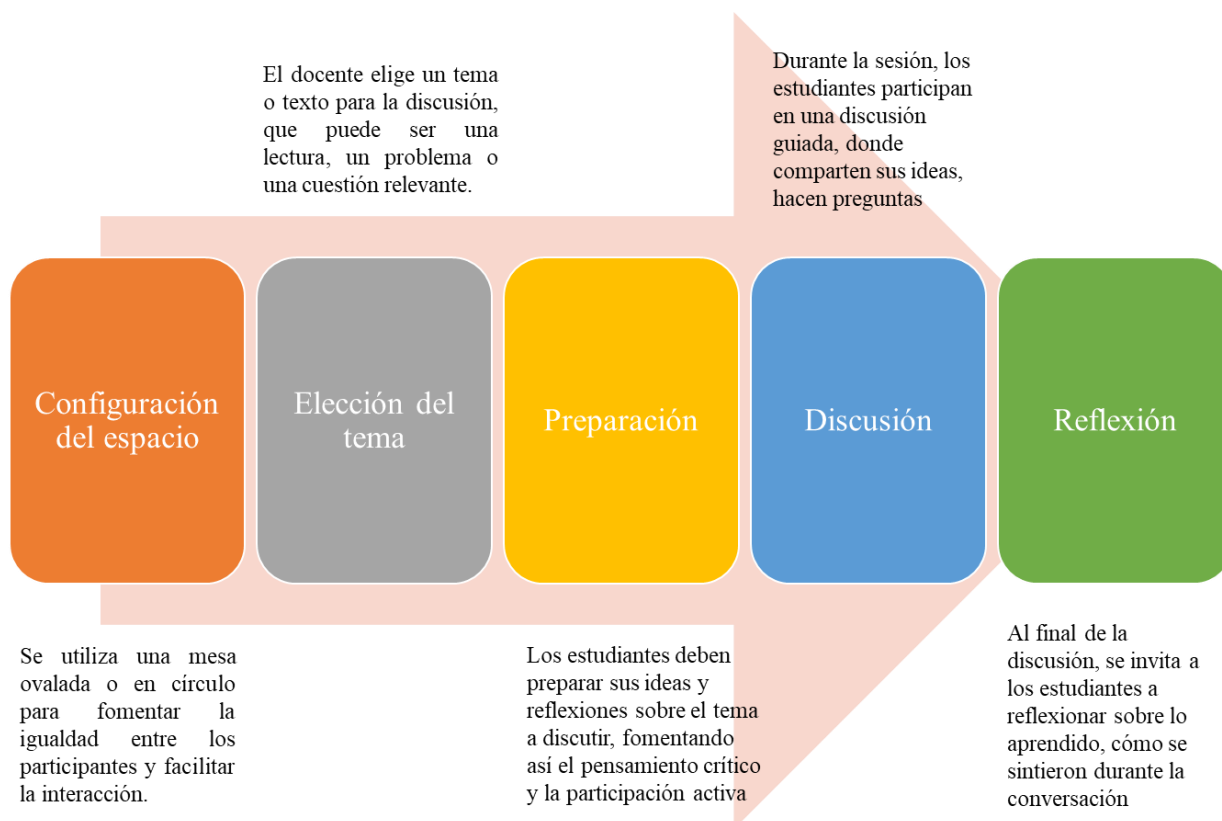 El docente elige un tema
o texto para la discusión,
que puede ser una
lectura, un problema o
una cuestión relevante.
Durante la sesión, los
estudiantes participan
en una discusión
guiada, donde
comparten sus ideas,
hacen preguntas
Configuración
del espacio
Elección del
tema
Preparación
Discusión
Reflexión
Se utiliza una mesa
ovalada o en círculo
para fomentar la
igualdad entre los
participantes y facilitar
la interacción.
Los estudiantes deben
preparar sus ideas y
reflexiones sobre el tema
a discutir, fomentando
así el pensamiento crítico
y la participación activa
Al final de la
discusión, se invita a
los estudiantes a
reflexionar sobre lo
aprendido, cómo se
sintieron durante la
conversación